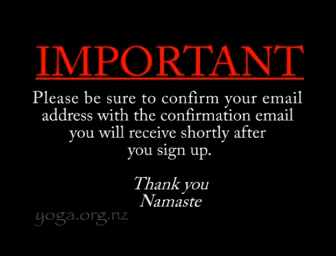 IMPORTANT
Please be sure to confirm your email
address with the confirmation email
you will receive shortly after
you sign up.
Thank you
Namaste
yoga.org.nz